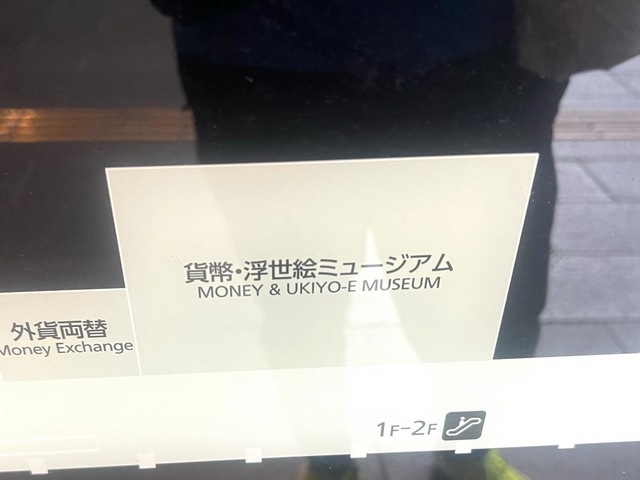 貨幣・浮世絵ミュージアム
MONEY & UKIYO-E MUSEUM
外貨両替
Money Exchange
1F-2F